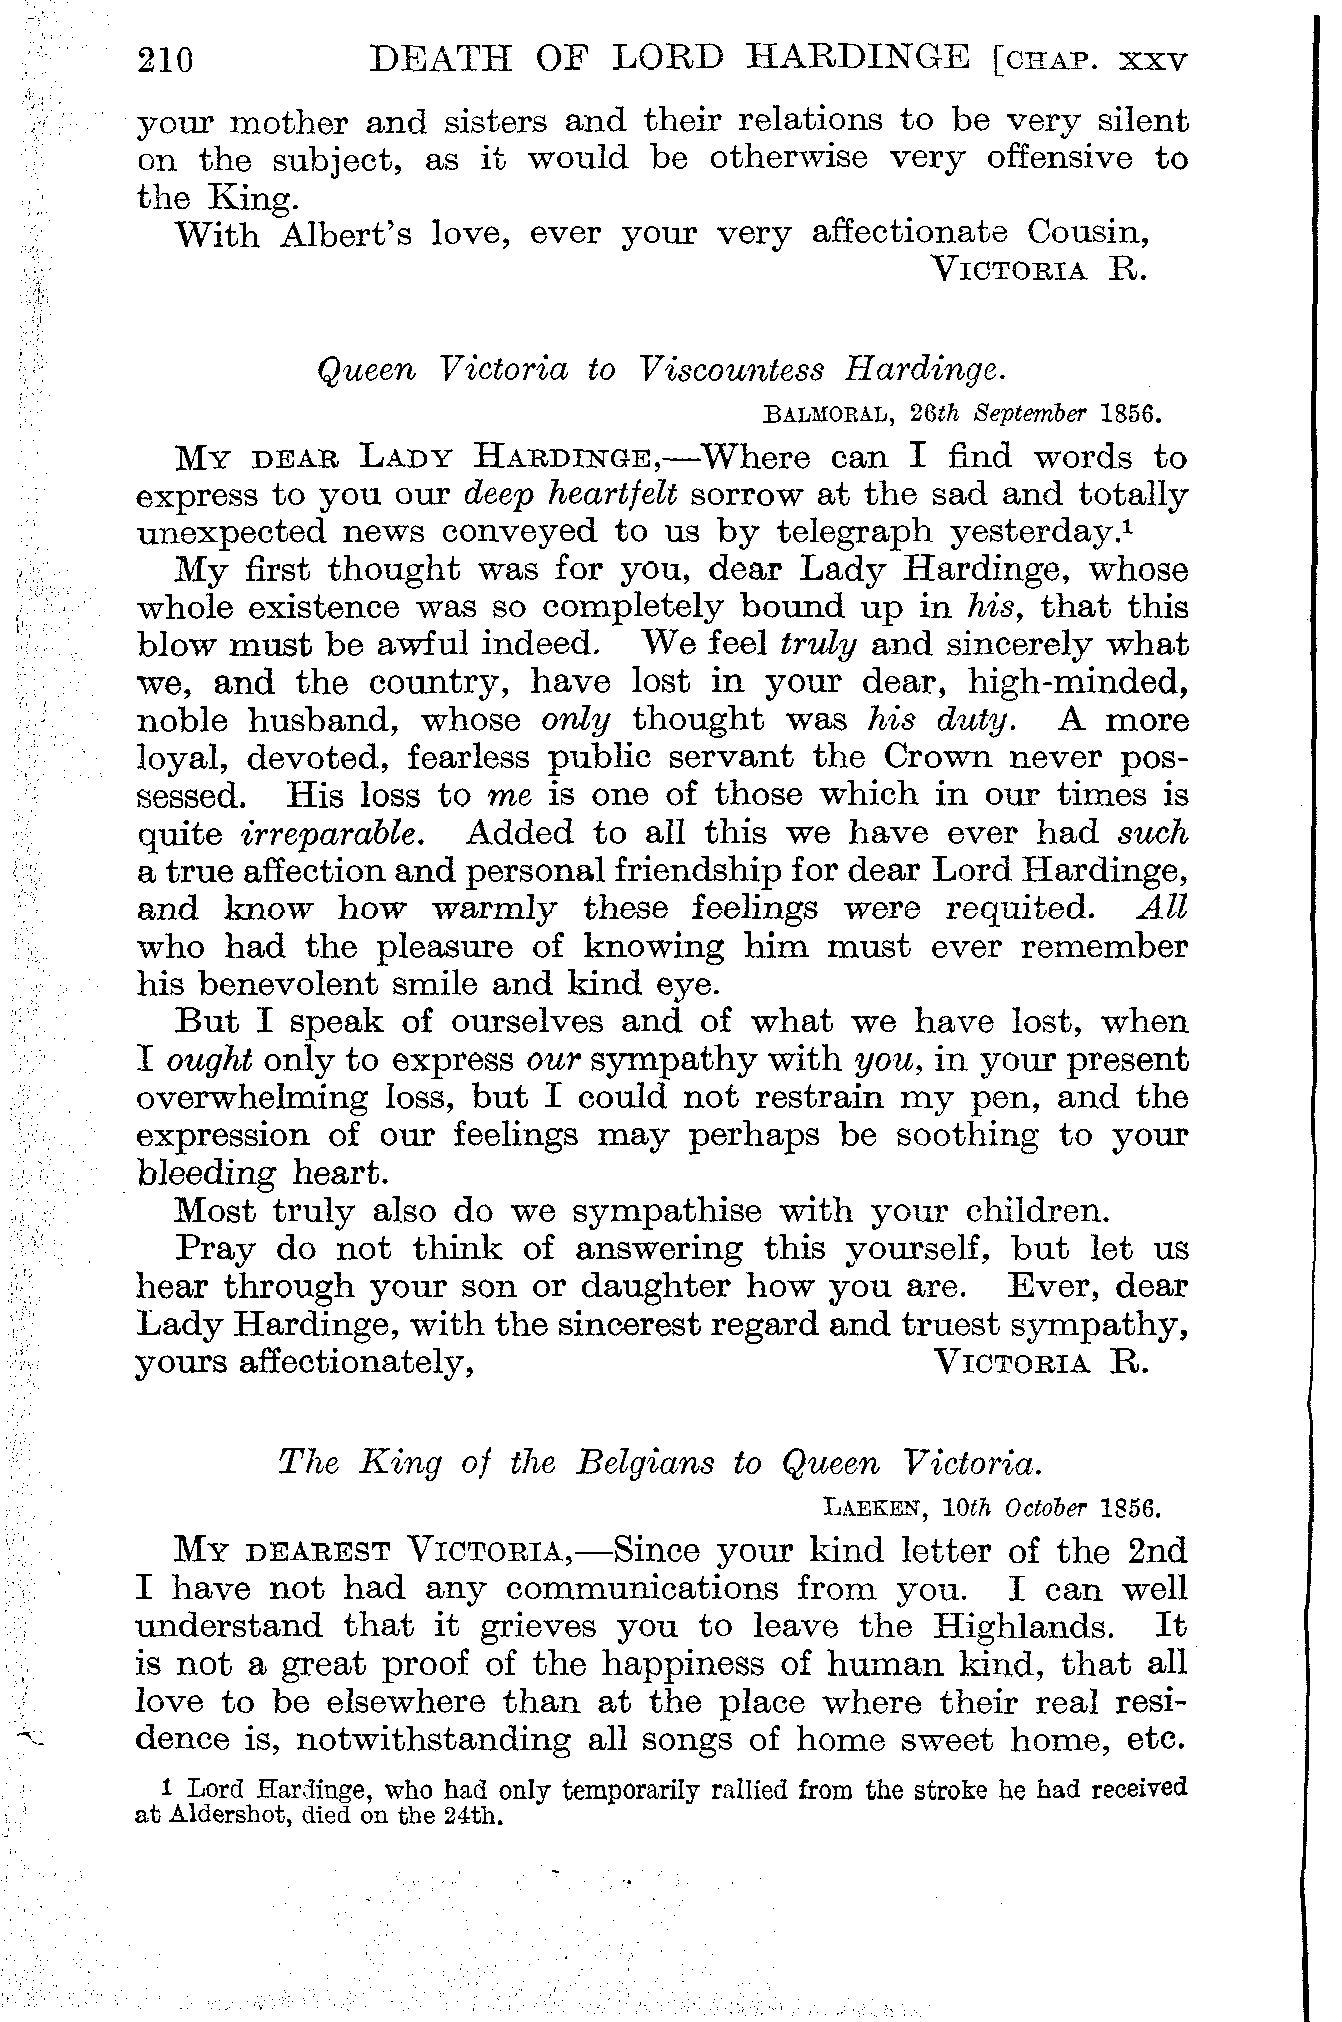 210 DEATH OF LORD HARDINGE [CHAP. XXV
your mother and sisters and their relations to be very silent
on the subject, as it would be otherwise very offensive to
the King.
With Albert's love, ever your very affectionate Cousin,
VICTORIA R.
Queen Victoria to Viscountess Hardinge.
BALMORAL, 26th September 1856.
MY DEAR LADY HARDINGE,—Where can I find words to
express to you our deep heartfelt sorrow at the sad and totally
unexpected news conveyed to us by telegraph yesterday.¹
My first thought was for you, dear Lady Hardinge, whose
whole existence was so completely bound up in his, that this
blow must be awful indeed. We feel truly and sincerely what
we, and the country, have lost in your dear, high-minded,
noble husband, whose only thought was his duty. A more
loyal, devoted, fearless public servant the Crown never pos-
sessed. His loss to me is one of those which in our times is
quite irreparable. Added to all this we have ever had such
a true affection and personal friendship for dear Lord Hardinge,
and know how warmly these feelings were requited. All
who had the pleasure of knowing him must ever remember
his benevolent smile and kind eye.
But I speak of ourselves and of what we have lost, when
I ought only to express our sympathy with you, in your present
overwhelming loss, but I could not restrain my pen, and the
expression of our feelings may perhaps be soothing to your
bleeding heart.
Most truly also do we sympathise with your children.
Pray do not think of answering this yourself, but let us
hear through your son or daughter how you are. Ever, dear
Lady Hardinge, with the sincerest regard and truest sympathy,
yours affectionately, VICTORIA R.
The King of the Belgians to Queen Victoria.
LAEKEN, 10th October 1856.
MY DEAREST VICTORIA,—Since your kind letter of the 2nd
I have not had any communications from you. I can well
understand that it grieves you to leave the Highlands. It
is not a great proof of the happiness of human kind, that all
love to be elsewhere than at the place where their real resi-
dence is, notwithstanding all songs of home sweet home, etc.
1 Lord Hardinge, who had only temporarily rallied from the stroke he had received
at Aldershot, died on the 24th.